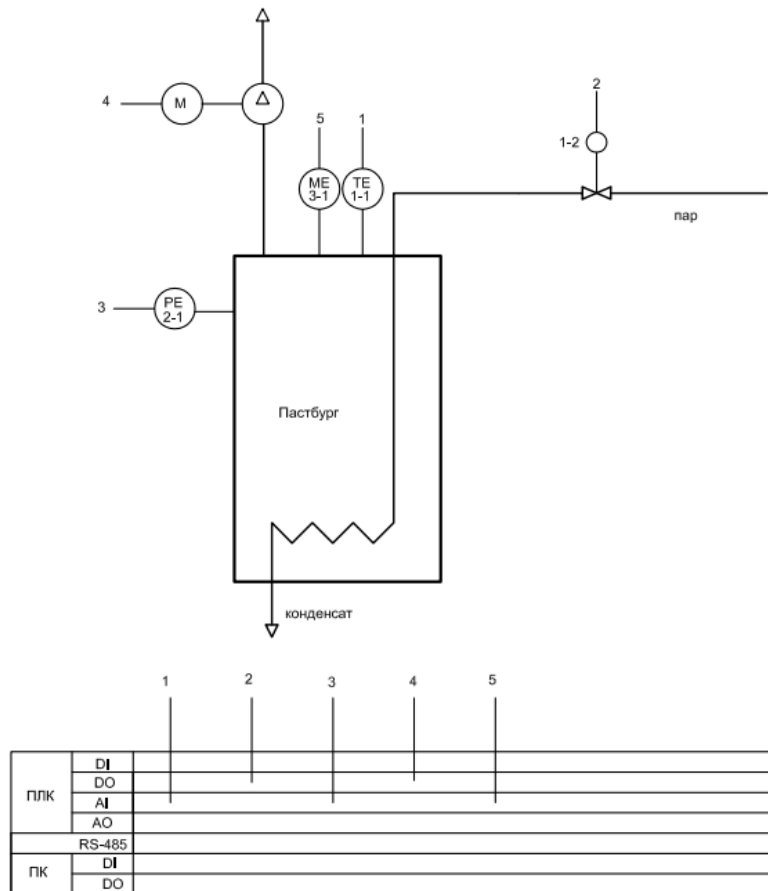 4
M
5
1
2
ME
3-1
TE
1-1
1-2
пар
3
PE
2-1
Пастбург
конденсат
1
2
3
4
5
ПЛК
DI
DO
AI
AO
RS-485
ПК
DI
DO